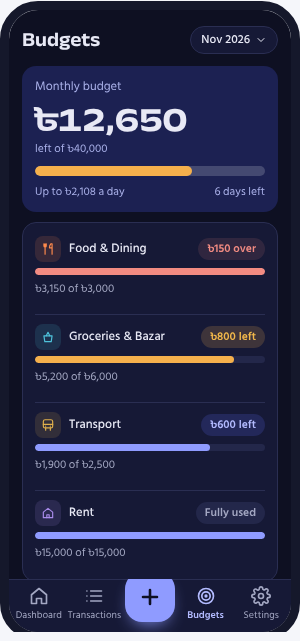 Budgets
Nov 2026
Monthly budget
৳12,650
left of ৳40,000
Up to ৳2,108 a day
6 days left
Food & Dining
৳150 over
৳3,150 of ৳3,000
Groceries & Bazar
৳800 left
৳5,200 of ৳6,000
Transport
৳600 left
৳1,900 of ৳2,500
Rent
Fully used
৳15,000 of ৳15,000
Dashboard
Transactions
Budgets
Settings